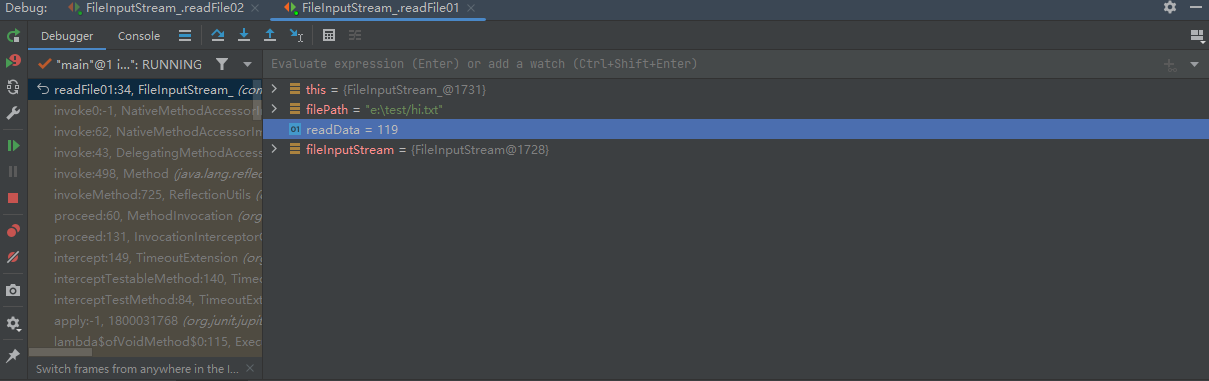 Debug: FileInputStream_.readFile02 FileInputStream_.readFile01
Debugger Console
"main"@1 i...": RUNNING
Evaluate expression (Enter) or add a watch (Ctrl+Shift+Enter)
readFile01:34, FileInputStream_ (con
invoke0:-1, NativeMethodAccessorI
invoke:62, NativeMethodAccessorIn
invoke:43, DelegatingMethodAccess
invoke:498, Method (java.lang.reflec
invokeMethod:725, ReflectionUtils (
proceed:60, MethodInvocation (org
proceed:131, InvocationInterceptorC
intercept:149, TimeoutExtension (org
interceptTestableMethod:140, Timeo
interceptTestMethod:84, TimeoutExt
apply:-1, 1800031768 (org.junit.jupit
lambda$ofVoidMethod$0:115, Exec
Switch frames from anywhere in the I...
this = {FileInputStream_@1731}
filePath = "e:\test/hi.txt"
01 readData = 119
fileInputStream = {FileInputStream@1728}